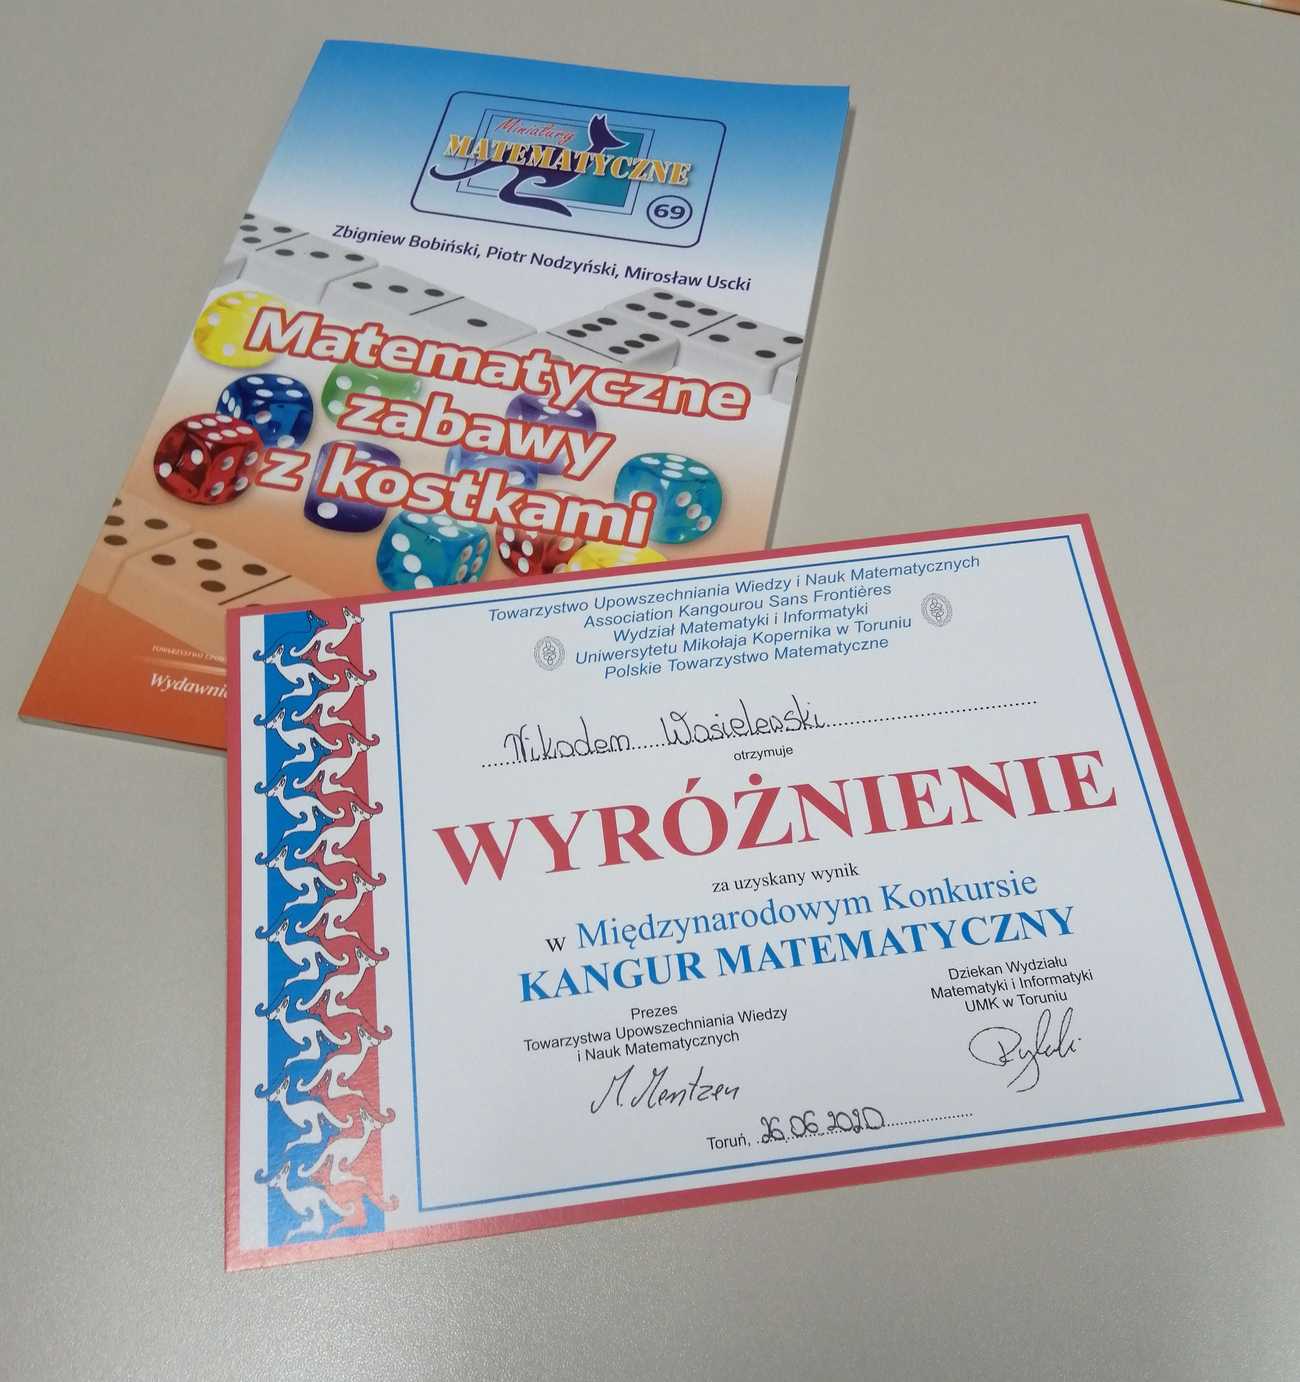 Miniatury
MATEMATYCZNE
69
Zbigniew Bobiński, Piotr Nodzyński, Mirosław Uscki
Matematyczne
zabawy
z kostkami
Towarzystwo Upowszechniania Wiedzy i Nauk Matematycznych
Association Kangourou Sans Frontières
Wydział Matematyki i Informatyki
Uniwersytetu Mikołaja Kopernika w Toruniu
Polskie Towarzystwo Matematyczne
Nikodem Wasielewski
otrzymuje
WYRÓŻNIENIE
za uzyskany wynik
w Międzynarodowym Konkursie
KANGUR MATEMATYCZNY
Prezes
Towarzystwa Upowszechniania Wiedzy
i Nauk Matematycznych
M. Mentzen
Dziekan Wydziału
Matematyki i Informatyki
UMK w Toruniu
Toruń, 26.06.2020